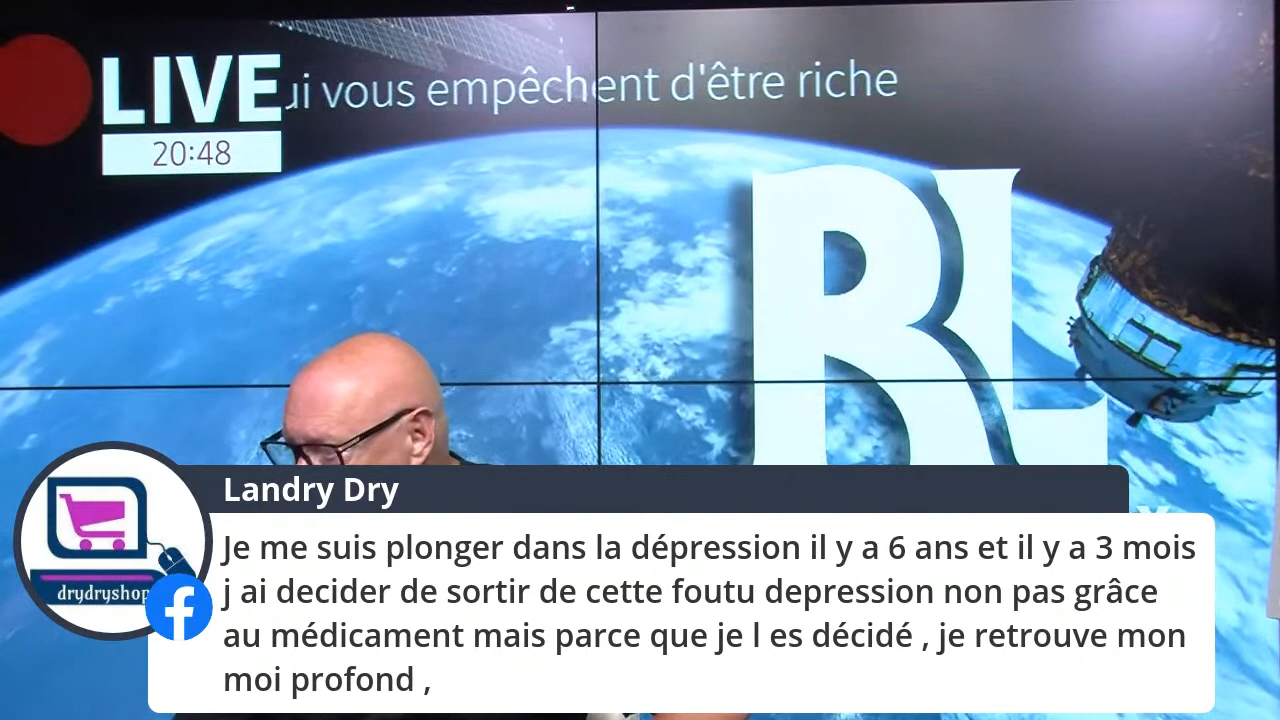 LIVE
ui vous empêchent d'être riche
20:48
RL
Landry Dry
Je me suis plonger dans la dépression il y a 6 ans et il y a 3 mois
j ai decider de sortir de cette foutu depression non pas grâce
au médicament mais parce que je l es décidé , je retrouve mon
moi profond ,
drydryshop